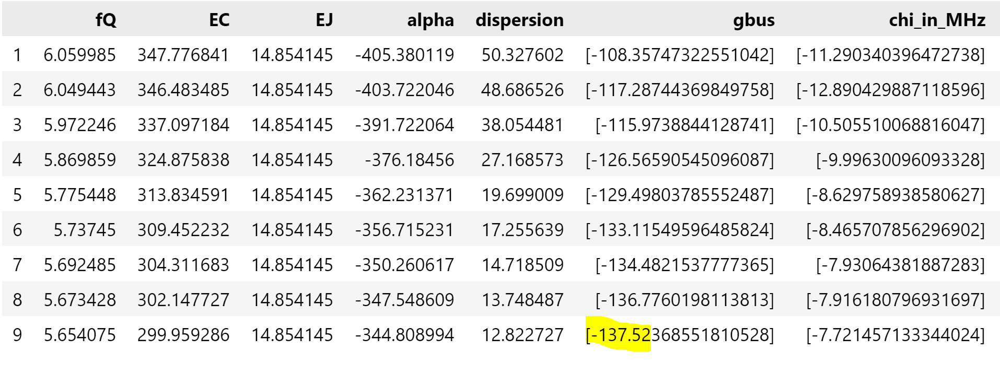 fQ EC EJ alpha dispersion gbus chi_in_MHz
1 6.059985 347.776841 14.854145 -405.380119 50.327602 [-108.35747322551042] [-11.290340396472738]
2 6.049443 346.483485 14.854145 -403.722046 48.686526 [-117.28744369849758] [-12.890429887118596]
3 5.972246 337.097184 14.854145 -391.722064 38.054481 [-115.9738844128741] [-10.505510068816047]
4 5.869859 324.875838 14.854145 -376.18456 27.168573 [-126.56590545096087] [-9.99630096093328]
5 5.775448 313.834591 14.854145 -362.231371 19.699009 [-129.49803785552487] [-8.629758938580627]
6 5.73745 309.452232 14.854145 -356.715231 17.255639 [-133.11549596485824] [-8.465707856296902]
7 5.692485 304.311683 14.854145 -350.260617 14.718509 [-134.4821537777365] [-7.93064381887283]
8 5.673428 302.147727 14.854145 -347.548609 13.748487 [-136.7760198113813] [-7.916180796931697]
9 5.654075 299.959286 14.854145 -344.808994 12.822727 [-137.52368551810528] [-7.721457133344024]